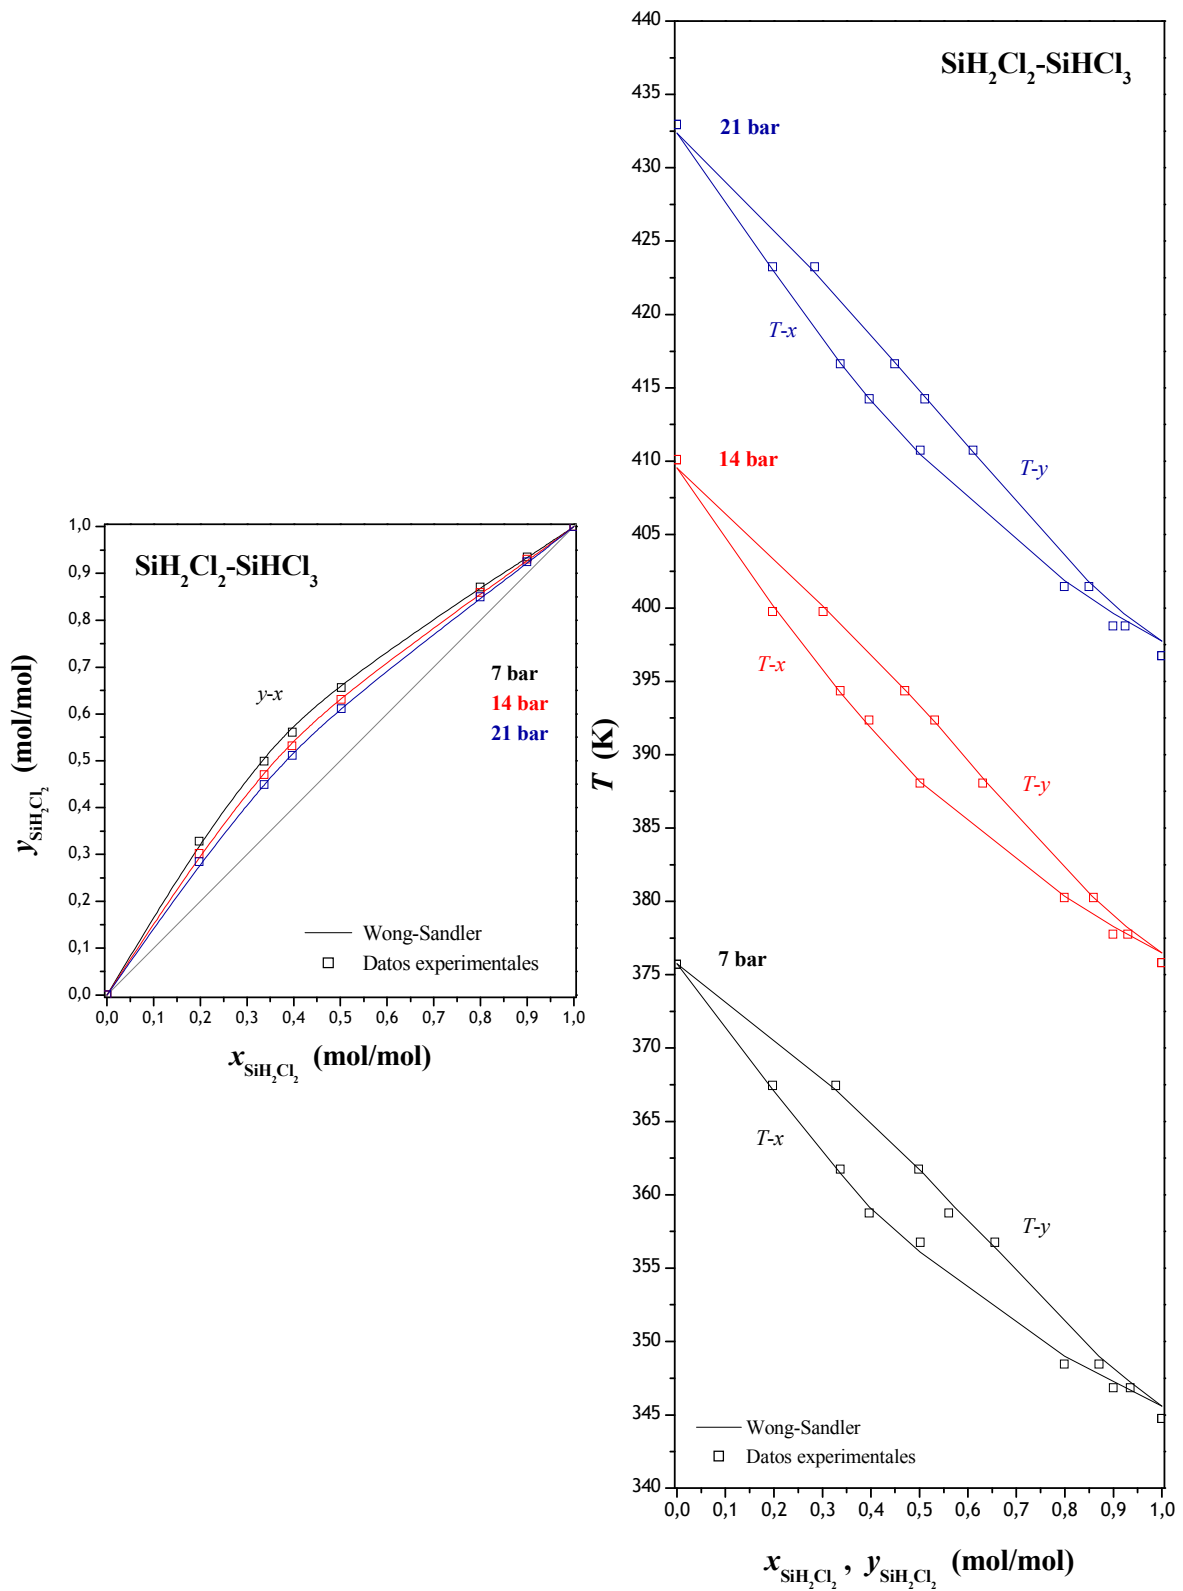 SiH₂Cl₂-SiHCl₃
y-x
7 bar
14 bar
21 bar
Wong-Sandler
Datos experimentales
1,0
0,9
0,8
0,7
0,6
0,5
0,4
0,3
0,2
0,1
0,0
y SiH₂Cl₂ (mol/mol)
0,0 0,1 0,2 0,3 0,4 0,5 0,6 0,7 0,8 0,9 1,0
x SiH₂Cl₂ (mol/mol)
SiH₂Cl₂-SiHCl₃
21 bar
T-x
T-y
14 bar
T-x
T-y
7 bar
T-x
T-y
Wong-Sandler
Datos experimentales
440
435
430
425
420
415
410
405
400
395
390
385
380
375
370
365
360
355
350
345
340
T (K)
0,0 0,1 0,2 0,3 0,4 0,5 0,6 0,7 0,8 0,9 1,0
x SiH₂Cl₂ , y SiH₂Cl₂ (mol/mol)